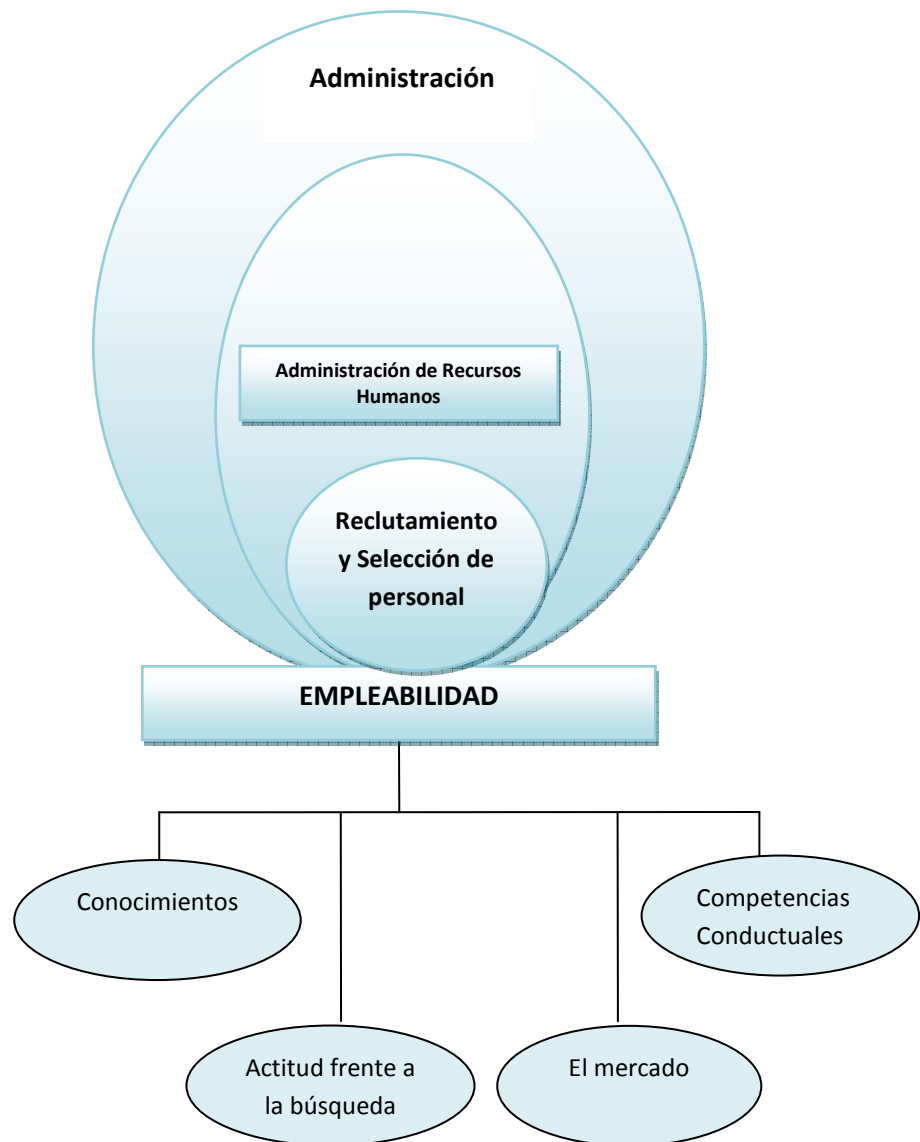 Administración
Administración de Recursos
Humanos
Reclutamiento
y Selección de
personal
EMPLEABILIDAD
Conocimientos
Competencias
Conductuales
Actitud frente a
la búsqueda
El mercado